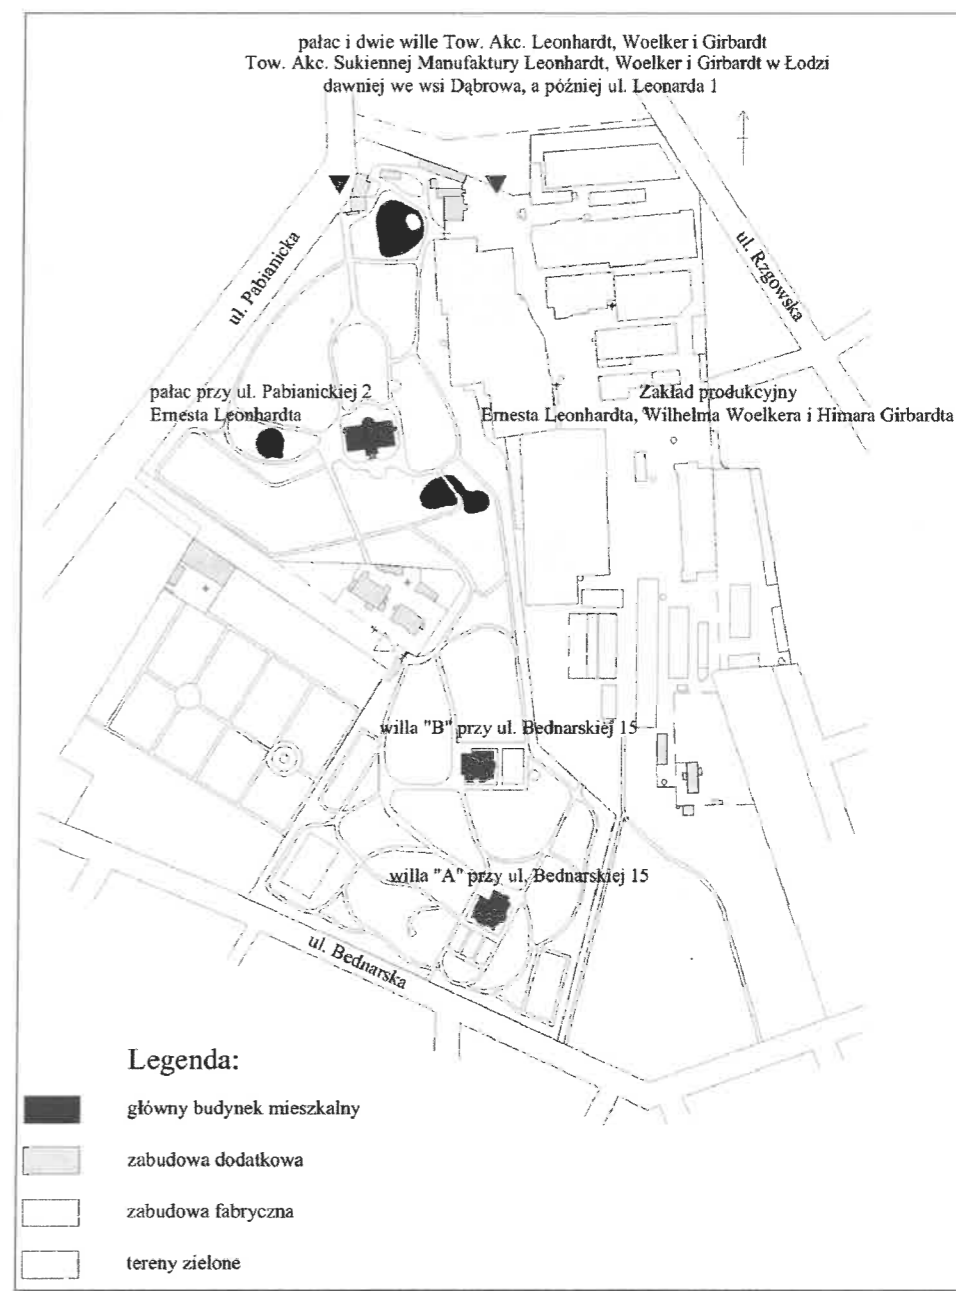 pałac i dwie wille Tow. Akc. Leonhardt, Woelker i Girbardt
Tow. Akc. Sukiennej Manufaktury Leonhardt, Woelker i Girbardt w Łodzi
dawniej we wsi Dąbrowa, a później ul. Leonarda 1
ul. Pabianicka
ul. Rzgowska
pałac przy ul. Pabianickiej 2
Ernesta Leonhardta
Zakład produkcyjny
Ernesta Leonhardta, Wilhelma Woelkera i Himara Girbardta
willa "B" przy ul. Bednarskiej 15
willa "A" przy ul. Bednarskiej 15
ul. Bednarska
Legenda:
główny budynek mieszkalny
zabudowa dodatkowa
zabudowa fabryczna
tereny zielone